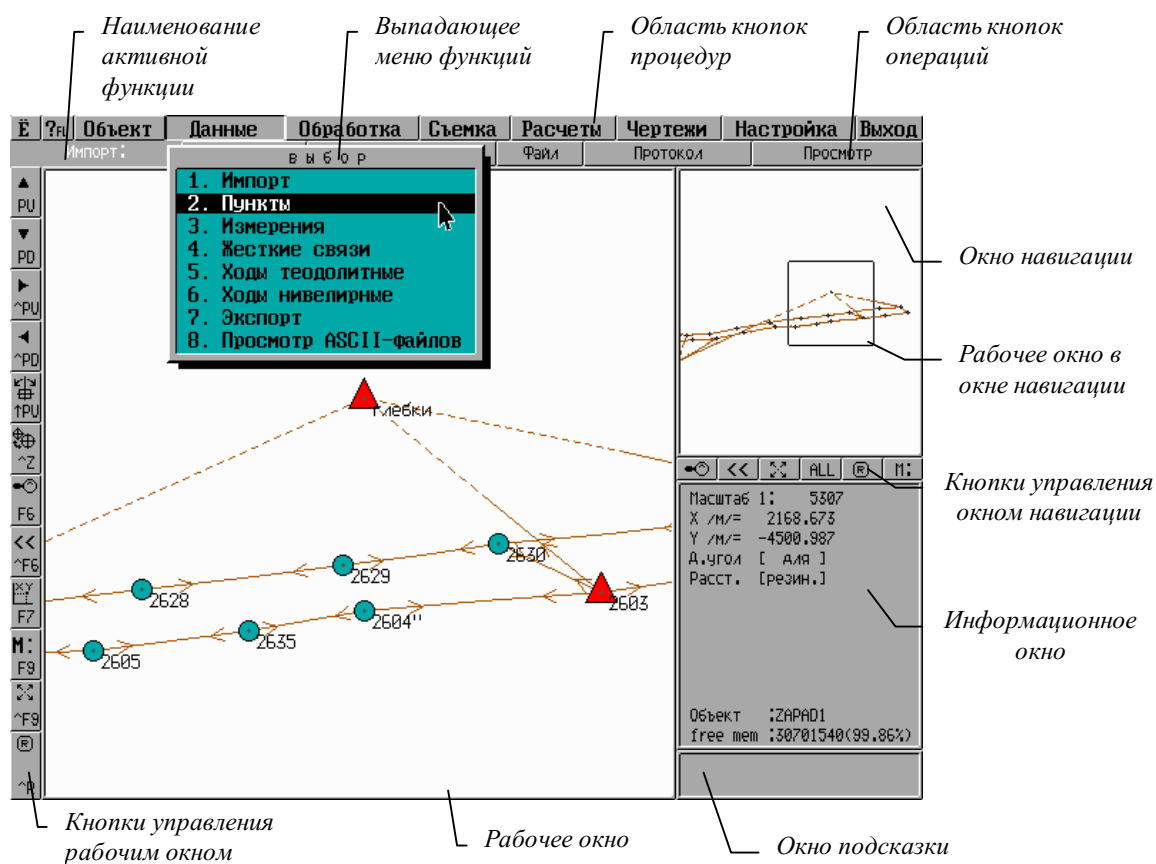 Наименование
активной
функции
Выпадающее
меню функций
Область кнопок
процедур
Область кнопок
операций
Ё ?FL Объект Данные Обработка Съемка Расчеты Чертежи Настройка Выход
Импорт: Файл Протокол Просмотр
выбор
1. Импорт
2. Пункты
3. Измерения
4. Жесткие связи
5. Ходы теодолитные
6. Ходы нивелирные
7. Экспорт
8. Просмотр ASCII-файлов
PU
PD
^PU
^PD
↑PU
^Z
F6
<<
^F6
XY
F7
М:
F9
^F9
R
^R
Глебки
2630
2629
2628
2603
2604"
2635
2605
Окно навигации
Рабочее окно в
окне навигации
<< ALL R М:
Кнопки управления
окном навигации
Масштаб 1: 5307
X /м/= 2168.673
Y /м/= -4500.987
Д.угол [ для ]
Расст. [резин.]
Информационное
окно
Объект :ZAPAD1
free mem :30701540(99.86%)
Кнопки управления
рабочим окном
Рабочее окно
Окно подсказки